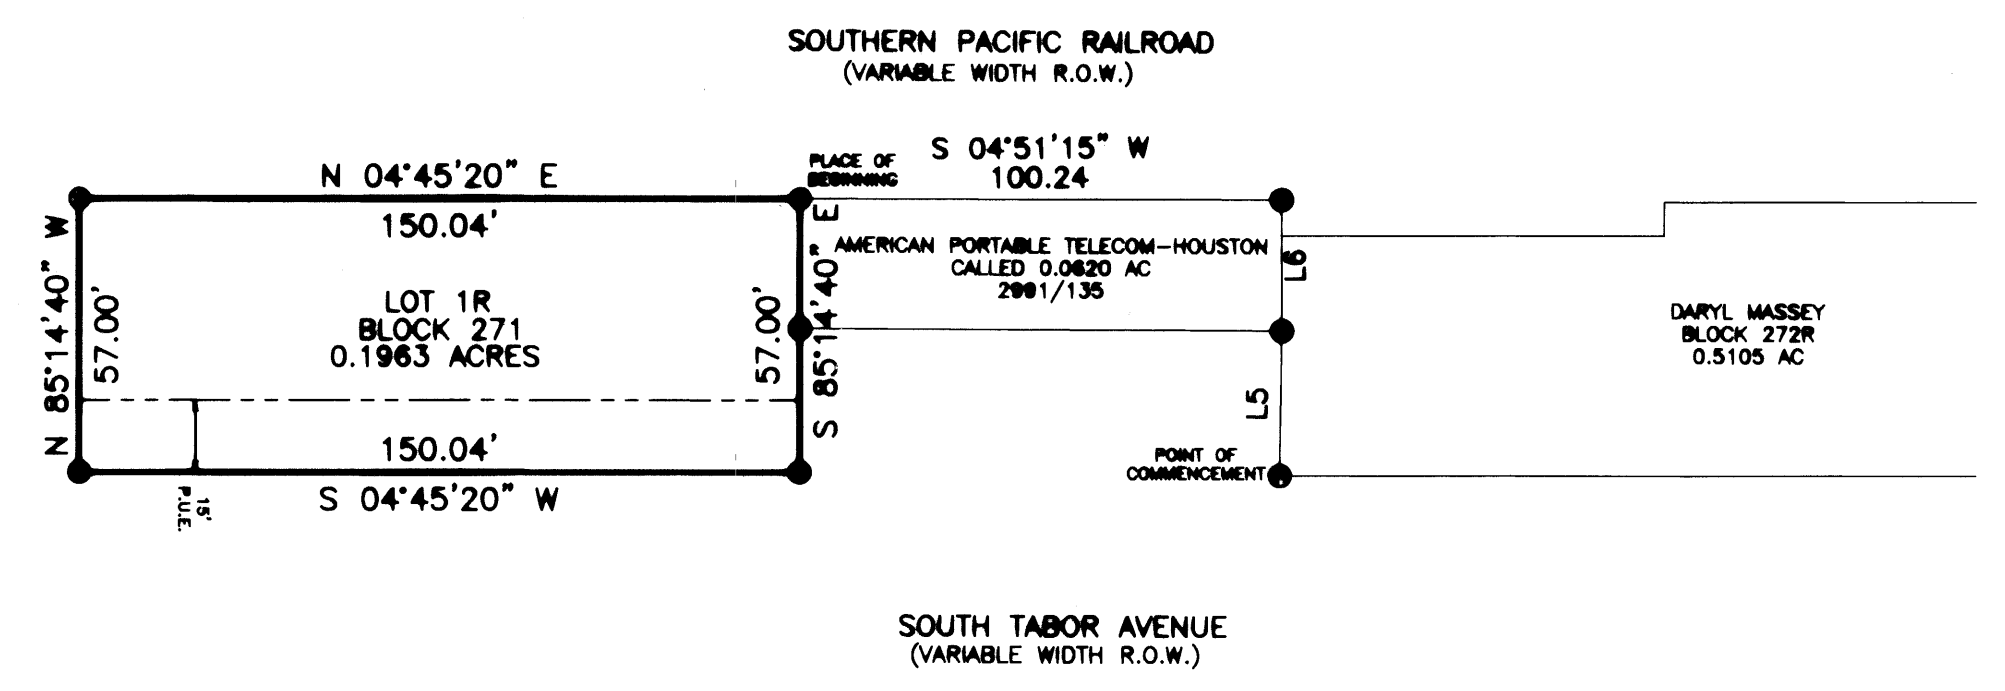 SOUTHERN PACIFIC RAILROAD
(VARIABLE WIDTH R.O.W.)
N 04°45'20" E
150.04'
PLACE OF
BEGINNING
S 04°51'15" W
100.24
N 85°14'40" W
57.00'
LOT 1R
BLOCK 271
0.1963 ACRES
57.00'
S 85°14'40" E
AMERICAN PORTABLE TELECOM-HOUSTON
CALLED 0.0620 AC
2991/135
L6
DARYL MASSEY
BLOCK 272R
0.5105 AC
L5
150.04'
S 04°45'20" W
15'
P.U.E.
POINT OF
COMMENCEMENT
SOUTH TABOR AVENUE
(VARIABLE WIDTH R.O.W.)